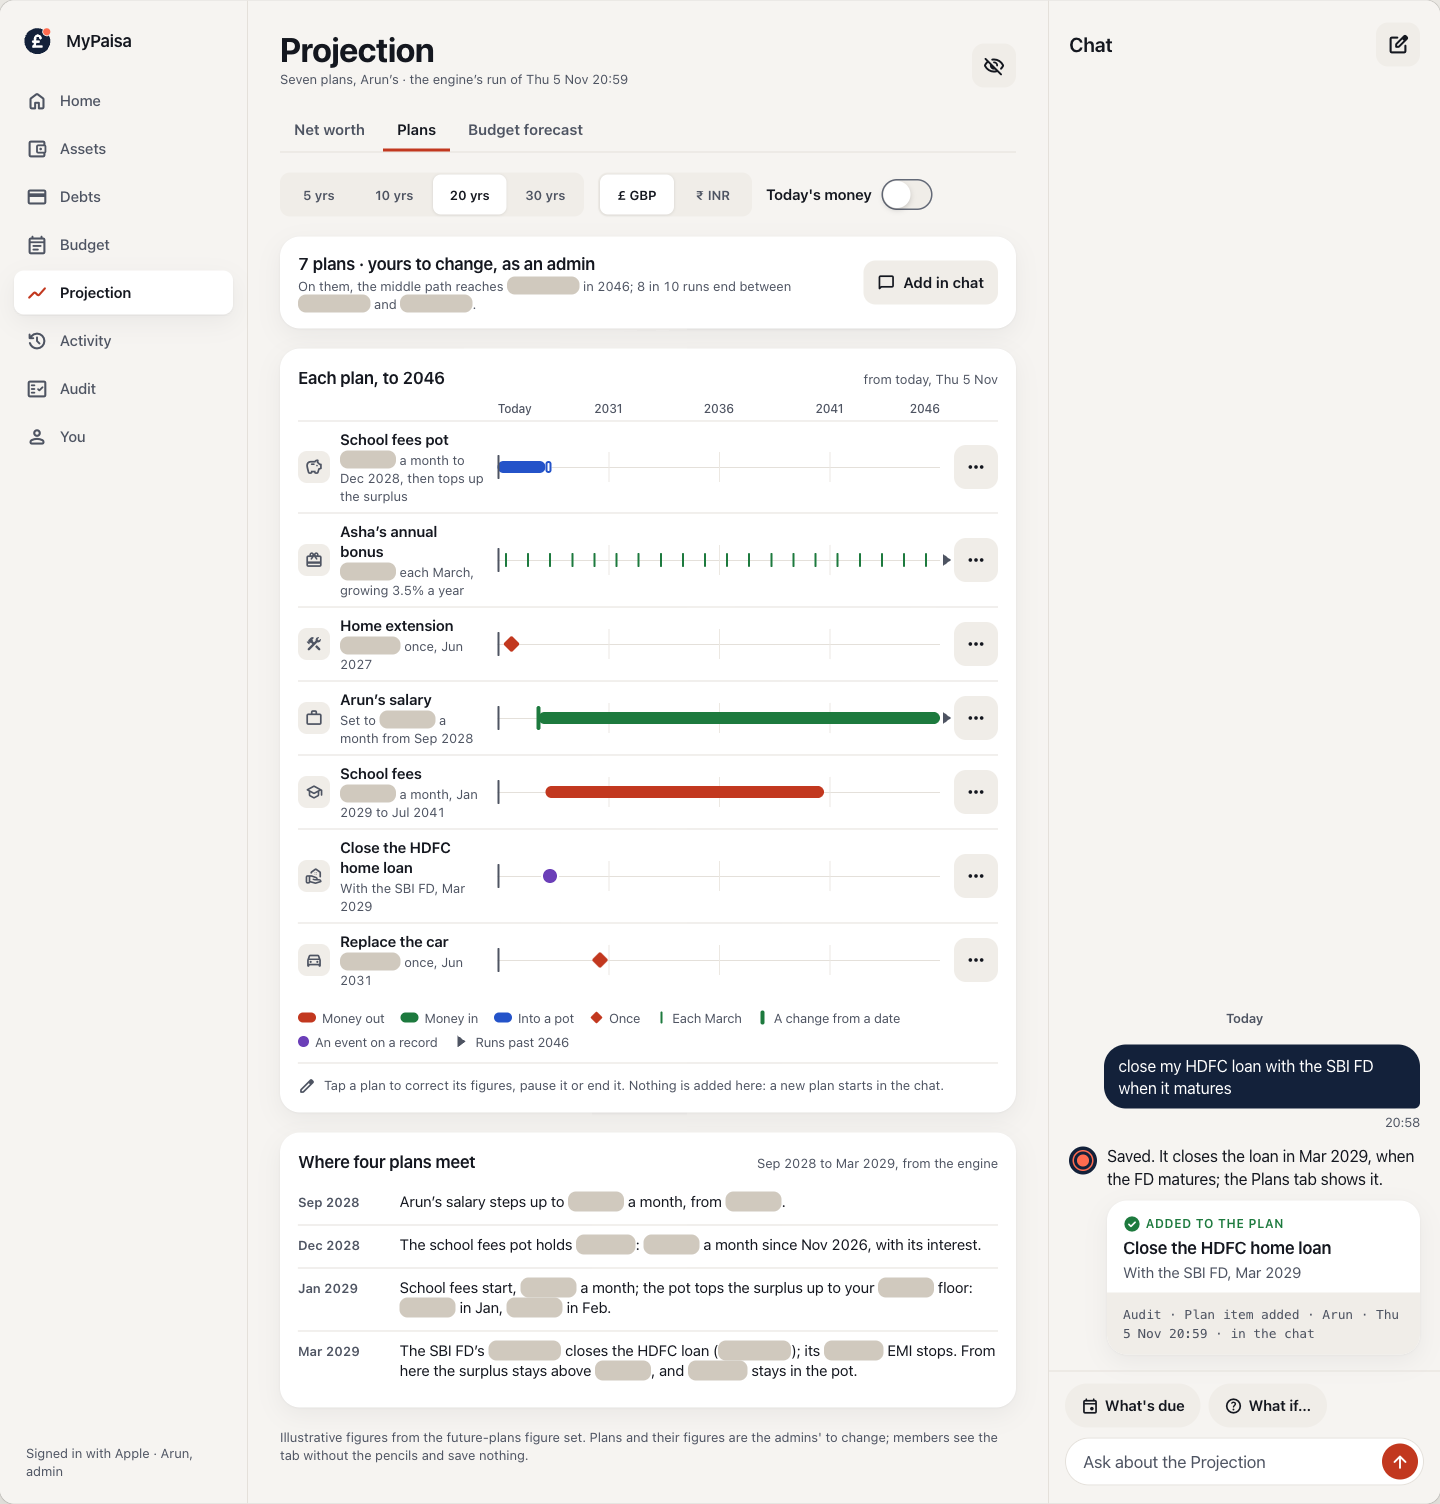 MyPaisa
Home
Assets
Debts
Budget
Projection
Activity
Audit
You
Signed in with Apple · Arun,
admin
Projection
Seven plans, Arun’s · the engine’s run of Thu 5 Nov 20:59
Net worth
Plans
Budget forecast
5 yrs
10 yrs
20 yrs
30 yrs
£ GBP
₹ INR
Today's money
7 plans · yours to change, as an admin
On them, the middle path reaches in 2046; 8 in 10 runs end between
and .
Add in chat
Each plan, to 2046
from today, Thu 5 Nov
Today
2031
2036
2041
2046
School fees pot
a month to
Dec 2028, then tops up
the surplus
Asha’s annual
bonus
each March,
growing 3.5% a year
Home extension
once, Jun
2027
Arun’s salary
Set to a
month from Sep 2028
School fees
a month, Jan
2029 to Jul 2041
Close the HDFC
home loan
With the SBI FD, Mar
2029
Replace the car
once, Jun
2031
Money out
Money in
Into a pot
Once
Each March
A change from a date
An event on a record
Runs past 2046
Tap a plan to correct its figures, pause it or end it. Nothing is added here: a new plan starts in the chat.
Where four plans meet
Sep 2028 to Mar 2029, from the engine
Sep 2028
Arun’s salary steps up to a month, from .
Dec 2028
The school fees pot holds : a month since Nov 2026, with its interest.
Jan 2029
School fees start, a month; the pot tops the surplus up to your floor:
in Jan, in Feb.
Mar 2029
The SBI FD’s closes the HDFC loan ( ); its EMI stops. From
here the surplus stays above , and stays in the pot.
Illustrative figures from the future-plans figure set. Plans and their figures are the admins' to change; members see the
tab without the pencils and save nothing.
Chat
Today
close my HDFC loan with the SBI FD
when it matures
20:58
Saved. It closes the loan in Mar 2029, when
the FD matures; the Plans tab shows it.
ADDED TO THE PLAN
Close the HDFC home loan
With the SBI FD, Mar 2029
Audit · Plan item added · Arun · Thu
5 Nov 20:59 · in the chat
What's due
What if...
Ask about the Projection